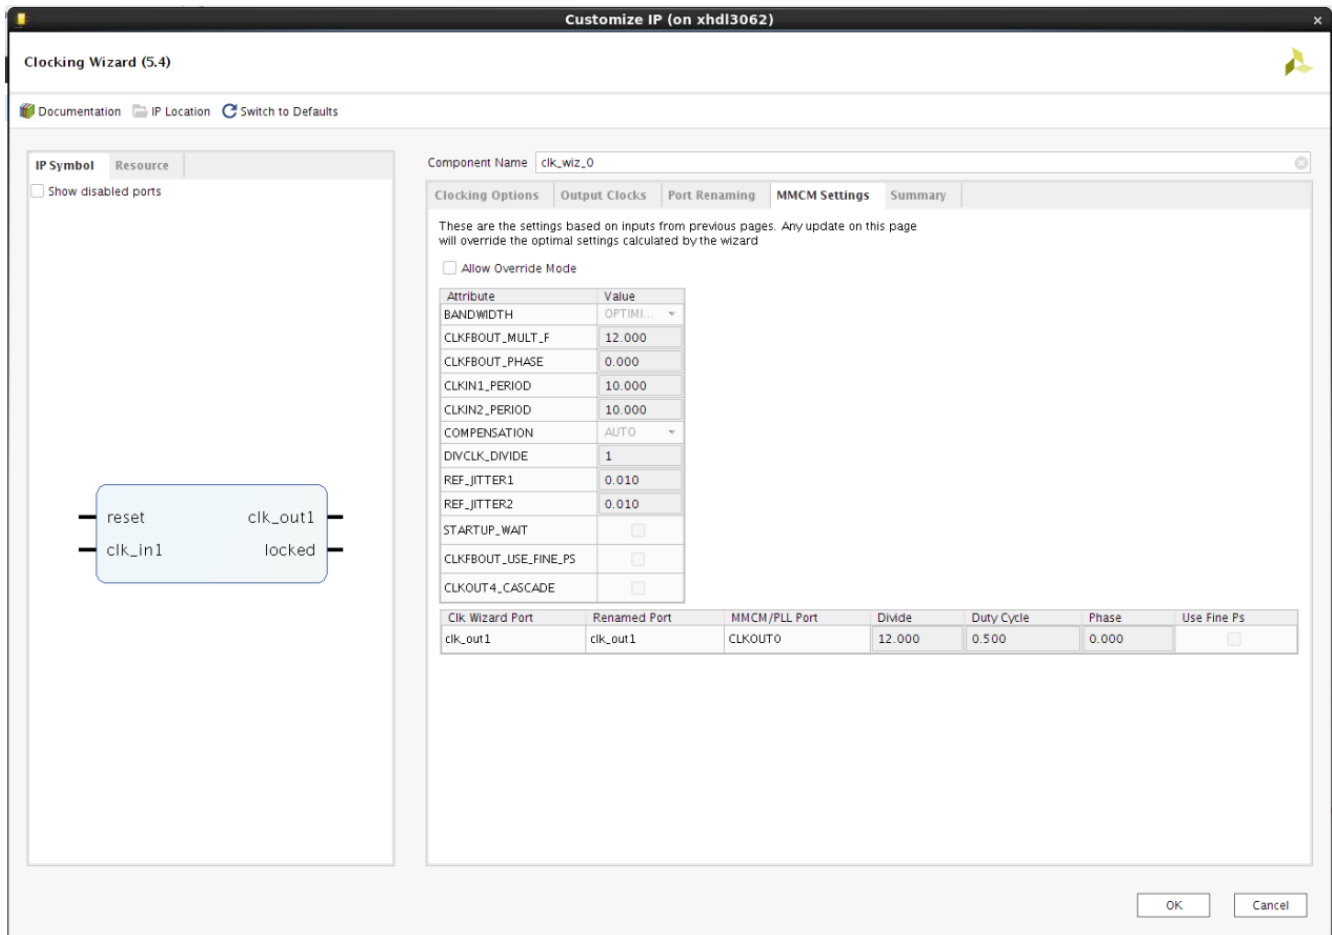 Customize IP (on xhdl3062)
Clocking Wizard (5.4)
Documentation IP Location Switch to Defaults
IP Symbol Resource
Show disabled ports
reset clk_out1
clk_in1 locked
Component Name clk_wiz_0
Clocking Options Output Clocks Port Renaming MMCM Settings Summary
These are the settings based on inputs from previous pages. Any update on this page
will override the optimal settings calculated by the wizard
Allow Override Mode
Attribute Value
BANDWIDTH OPTIMI...
CLKFBOUT_MULT_F 12.000
CLKFBOUT_PHASE 0.000
CLKIN1_PERIOD 10.000
CLKIN2_PERIOD 10.000
COMPENSATION AUTO
DIVCLK_DIVIDE 1
REF_JITTER1 0.010
REF_JITTER2 0.010
STARTUP_WAIT
CLKFBOUT_USE_FINE_PS
CLKOUT4_CASCADE
Clk Wizard Port Renamed Port MMCM/PLL Port Divide Duty Cycle Phase Use Fine Ps
clk_out1 clk_out1 CLKOUT0 12.000 0.500 0.000
OK Cancel